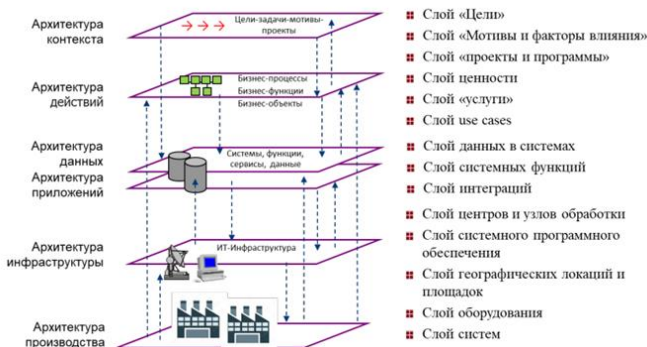 Архитектура
контекста
Цели-задачи-мотивы-
проекты
Архитектура
действий
Бизнес-процессы
Бизнес-функции
Бизнес-объекты
Архитектура
данных
Архитектура
приложений
Системы, функции,
сервисы, данные
Архитектура
инфраструктуры
ИТ-Инфраструктура
Архитектура
производства
Слой «Цели»
Слой «Мотивы и факторы влияния»
Слой «проекты и программы»
Слой ценности
Слой «услуги»
Слой use cases
Слой данных в системах
Слой системных функций
Слой интеграций
Слой центров и узлов обработки
Слой системного программного
обеспечения
Слой географических локаций и
площадок
Слой оборудования
Слой систем